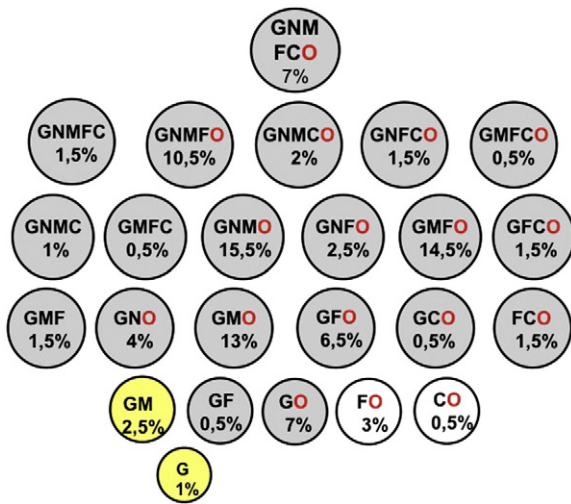 GNM
FCO
7%
GNMFC
1,5%
GNMFO
10,5%
GNMCO
2%
GNFCO
1,5%
GMFCO
0,5%
GNMC
1%
GMFC
0,5%
GNMO
15,5%
GNFO
2,5%
GMFO
14,5%
GFCO
1,5%
GMF
1,5%
GNO
4%
GMO
13%
GFO
6,5%
GCO
0,5%
FCO
1,5%
GM
2,5%
GF
0,5%
GO
7%
FO
3%
CO
0,5%
G
1%